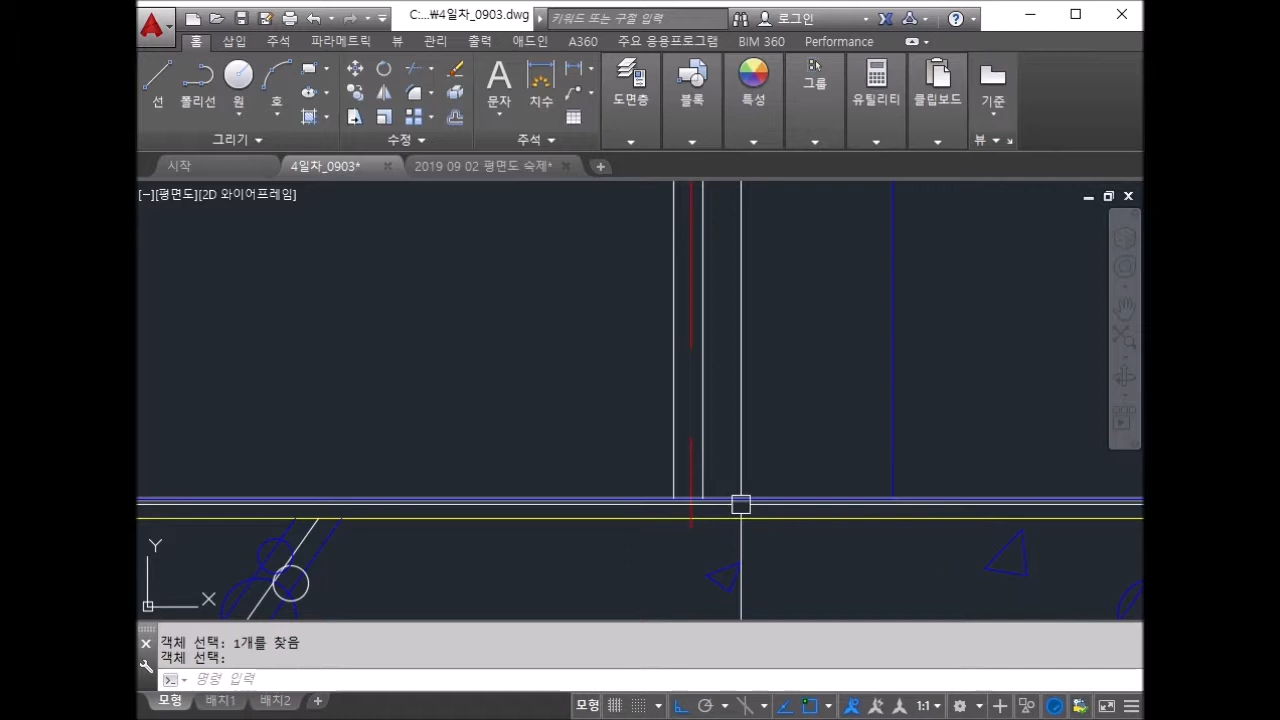 C:...₩4일차_0903.dwg
키워드 또는 구절 입력
로그인
홈 삽입 주석 파라메트릭 뷰 관리 출력 애드인 A360 주요 응용프로그램 BIM 360 Performance
선 폴리선 원 호
문자 치수
도면층 블록 특성 그룹 유틸리티 클립보드 기준
그리기 수정 주석 뷰
시작 4일차_0903* 2019 09 02 평면도 숙제*
[−][평면도][2D 와이어프레임]
Y
X
객체 선택: 1개를 찾음
객체 선택:
명령 입력
모형 배치1 배치2
모형 1:1